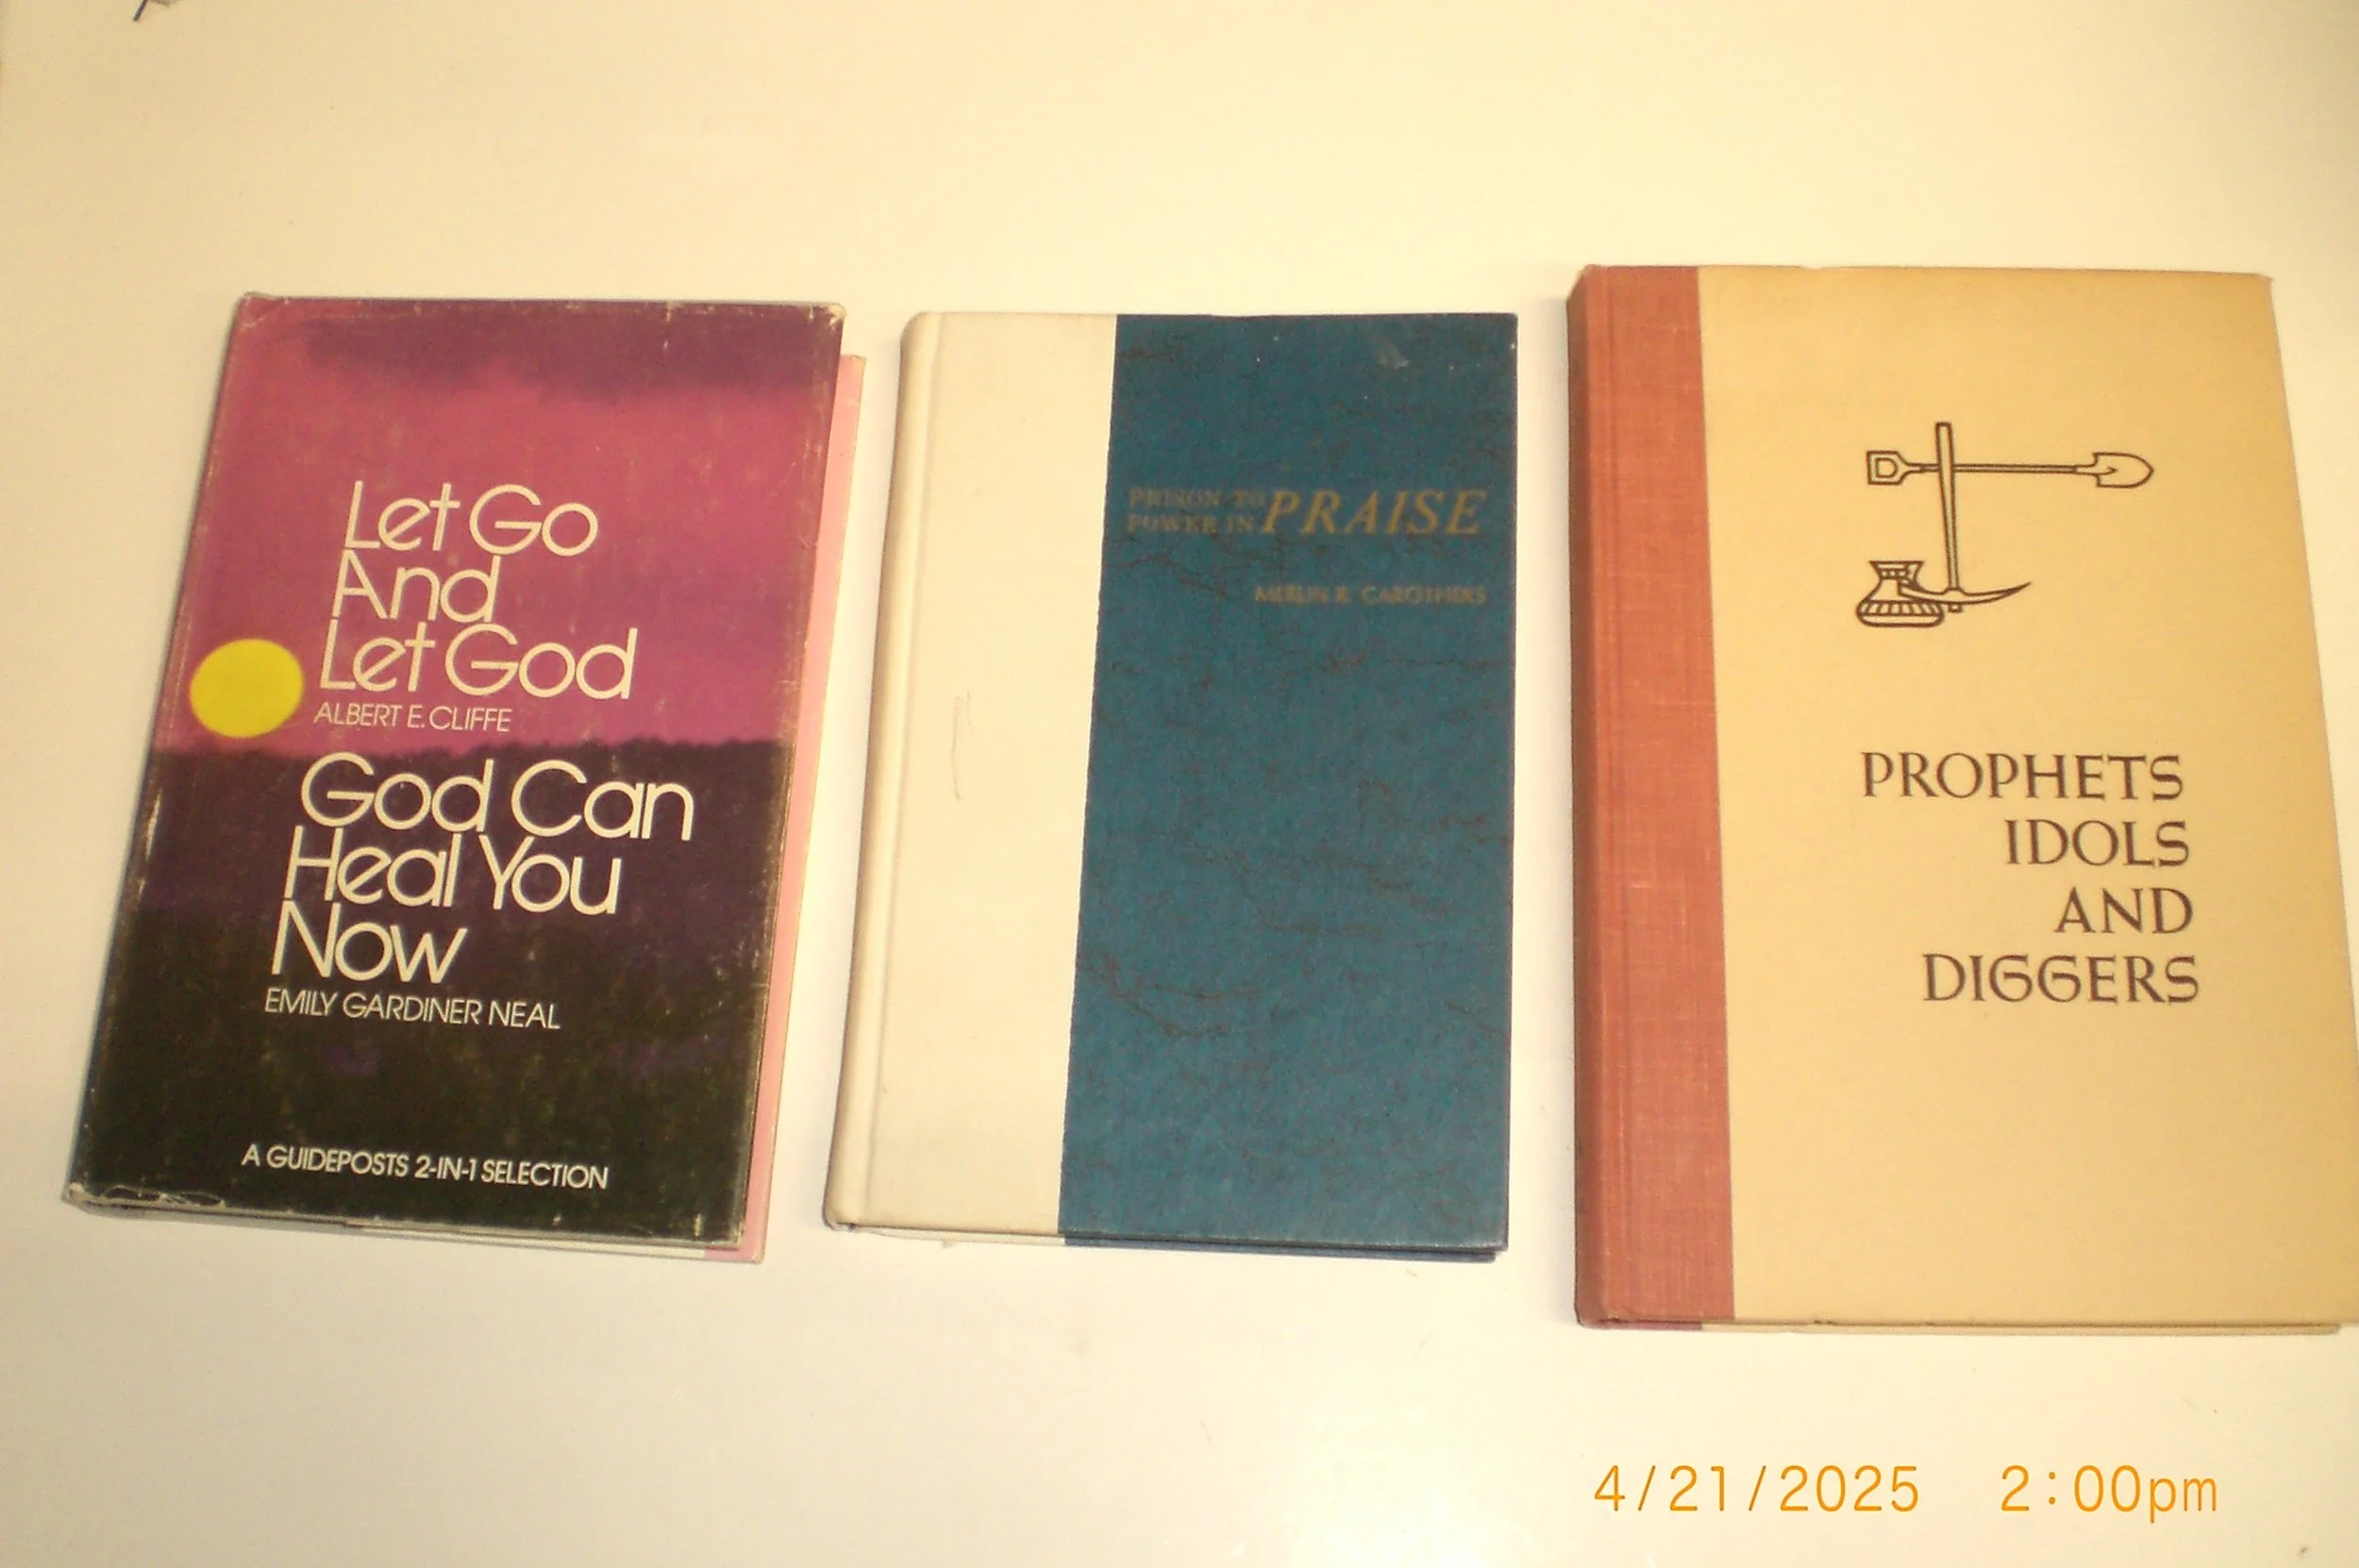 Let Go
And
Let God
ALBERT E. CLIFFE
God Can
Heal You
Now
EMILY GARDINER NEAL
A GUIDEPOSTS 2-IN-1 SELECTION
PRISON TO
POWER IN PRAISE
MERLIN R. CAROTHERS
PROPHETS
IDOLS
AND
DIGGERS
4/21/2025 2:00pm